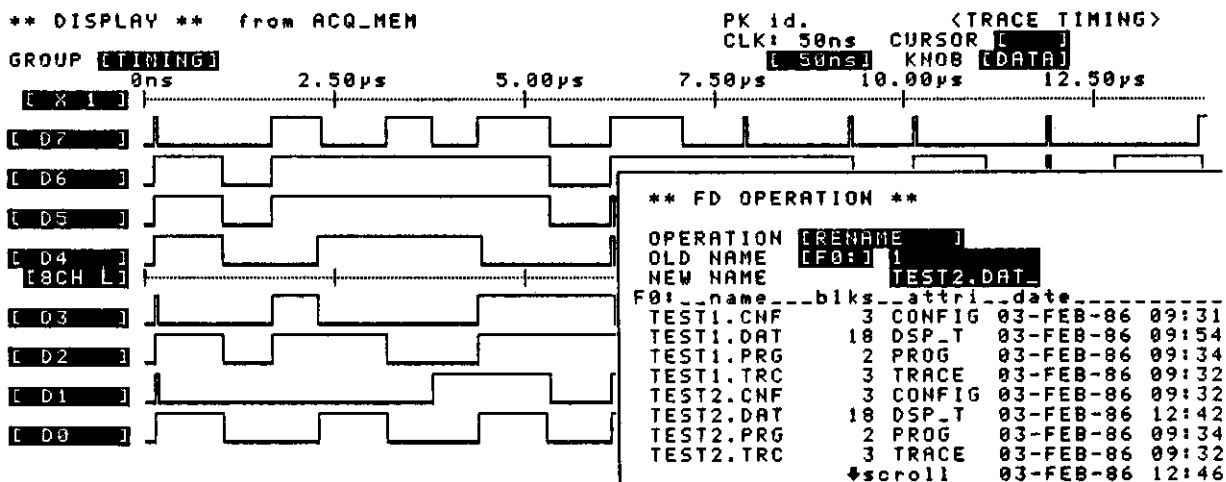 ** DISPLAY ** from ACQ_MEM
PK id. <TRACE TIMING>
CLK: 50ns CURSOR [ ]
GROUP [TIMING]
[ 50ns] KNOB [DATA]
0ns 2.50µs 5.00µs 7.50µs 10.00µs 12.50µs
[ X 1 ]
[ D7 ]
[ D6 ]
[ D5 ]
[ D4 ]
[8CH L]
[ D3 ]
[ D2 ]
[ D1 ]
[ D0 ]
** FD OPERATION **
OPERATION [RENAME ]
OLD NAME [F0:] 1
NEW NAME TEST2.DAT_
F0:__name___blks__attri__date_________
TEST1.CNF 3 CONFIG 03-FEB-86 09:31
TEST1.DAT 18 DSP_T 03-FEB-86 09:54
TEST1.PRG 2 PROG 03-FEB-86 09:34
TEST1.TRC 3 TRACE 03-FEB-86 09:32
TEST2.CNF 3 CONFIG 03-FEB-86 09:32
TEST2.DAT 18 DSP_T 03-FEB-86 12:42
TEST2.PRG 2 PROG 03-FEB-86 09:34
TEST2.TRC 3 TRACE 03-FEB-86 09:32
↓scroll 03-FEB-86 12:46